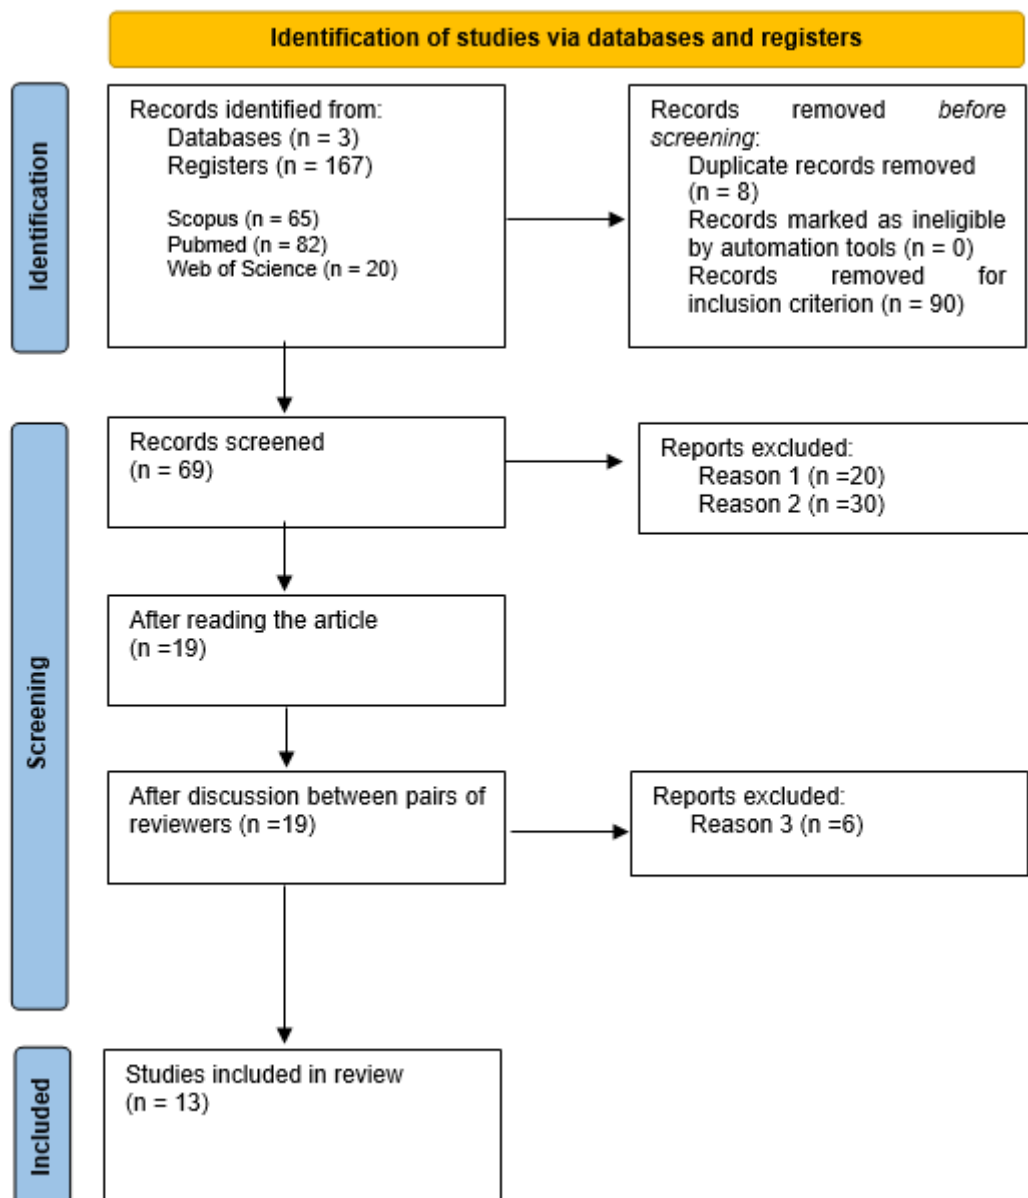 Identification of studies via databases and registers
Identification
Records identified from:
Databases (n = 3)
Registers (n = 167)
Scopus (n = 65)
Pubmed (n = 82)
Web of Science (n = 20)
Records removed before
screening:
Duplicate records removed
(n = 8)
Records marked as ineligible
by automation tools (n = 0)
Records removed for
inclusion criterion (n = 90)
Screening
Records screened
(n = 69)
Reports excluded:
Reason 1 (n =20)
Reason 2 (n =30)
After reading the article
(n =19)
After discussion between pairs of
reviewers (n =19)
Reports excluded:
Reason 3 (n =6)
Included
Studies included in review
(n = 13)